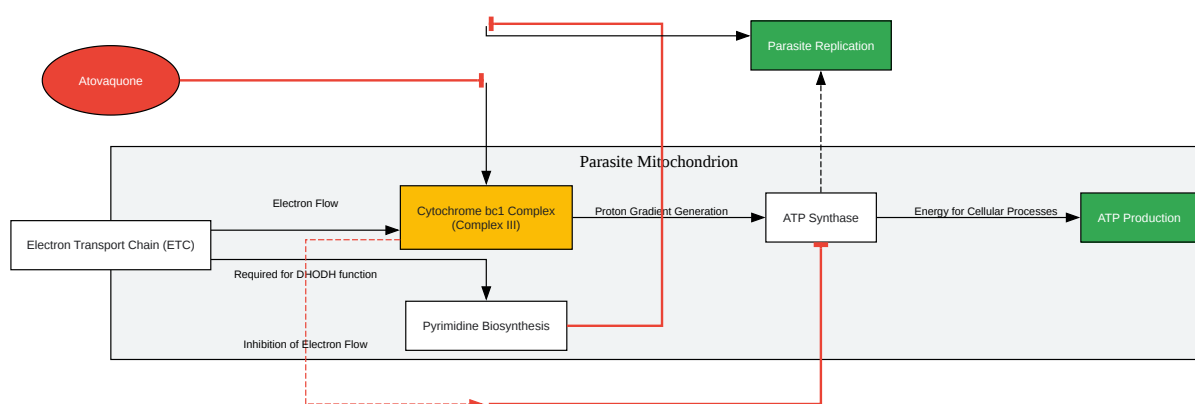 Parasite Replication
Atovaquone
Parasite Mitochondrion
Electron Flow
Cytochrome bc1 Complex
(Complex III)
Proton Gradient Generation
ATP Synthase
Energy for Cellular Processes
ATP Production
Electron Transport Chain (ETC)
Required for DHODH function
Pyrimidine Biosynthesis
Inhibition of Electron Flow